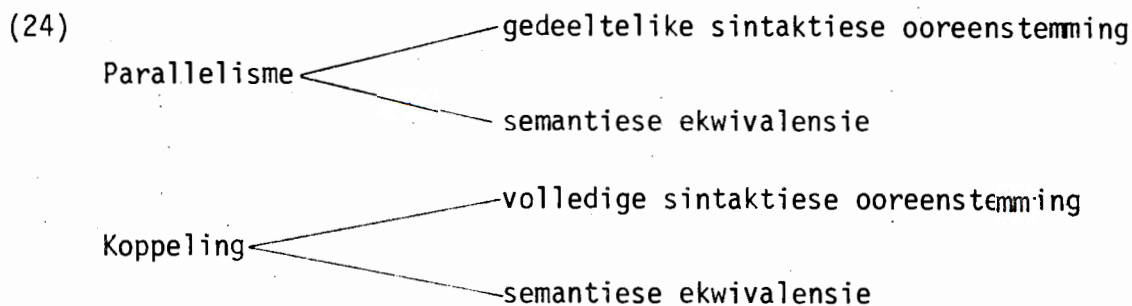 (24)
gedeeltelike sintaktiese ooreenstemming
Parallelisme
semantiese ekwivalensie
volledige sintaktiese ooreenstemming
Koppeling
semantiese ekwivalensie